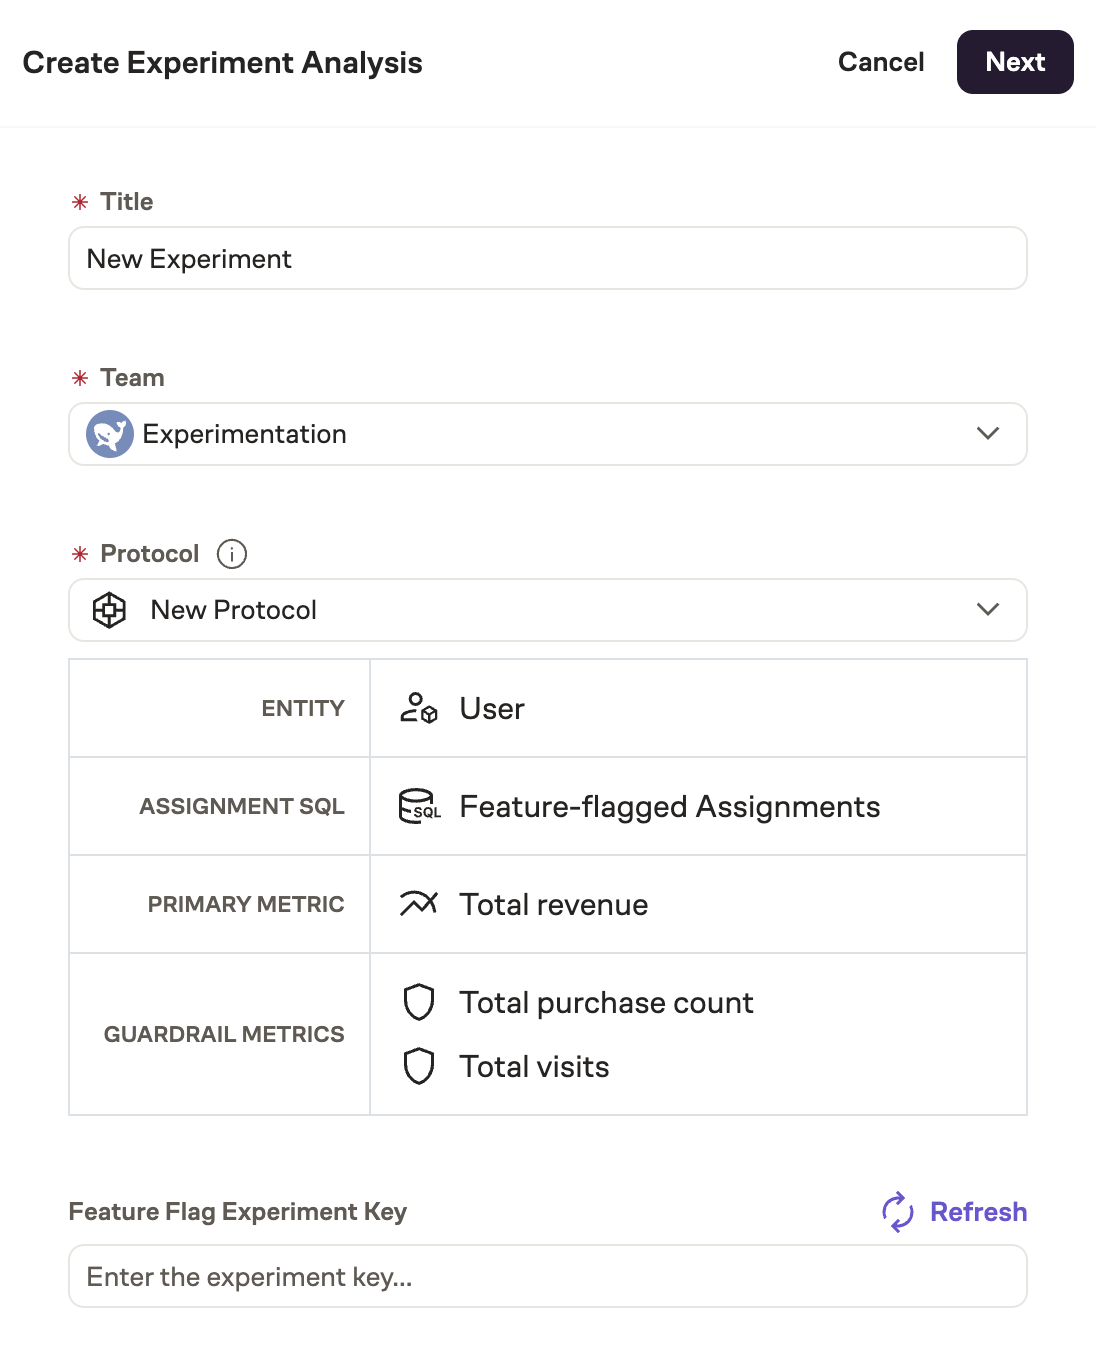 Create Experiment Analysis
Cancel
Next
* Title
New Experiment
* Team
Experimentation
* Protocol
New Protocol
ENTITY
User
ASSIGNMENT SQL
SQL
Feature-flagged Assignments
PRIMARY METRIC
Total revenue
GUARDRAIL METRICS
Total purchase count
Total visits
Feature Flag Experiment Key
Refresh
Enter the experiment key...